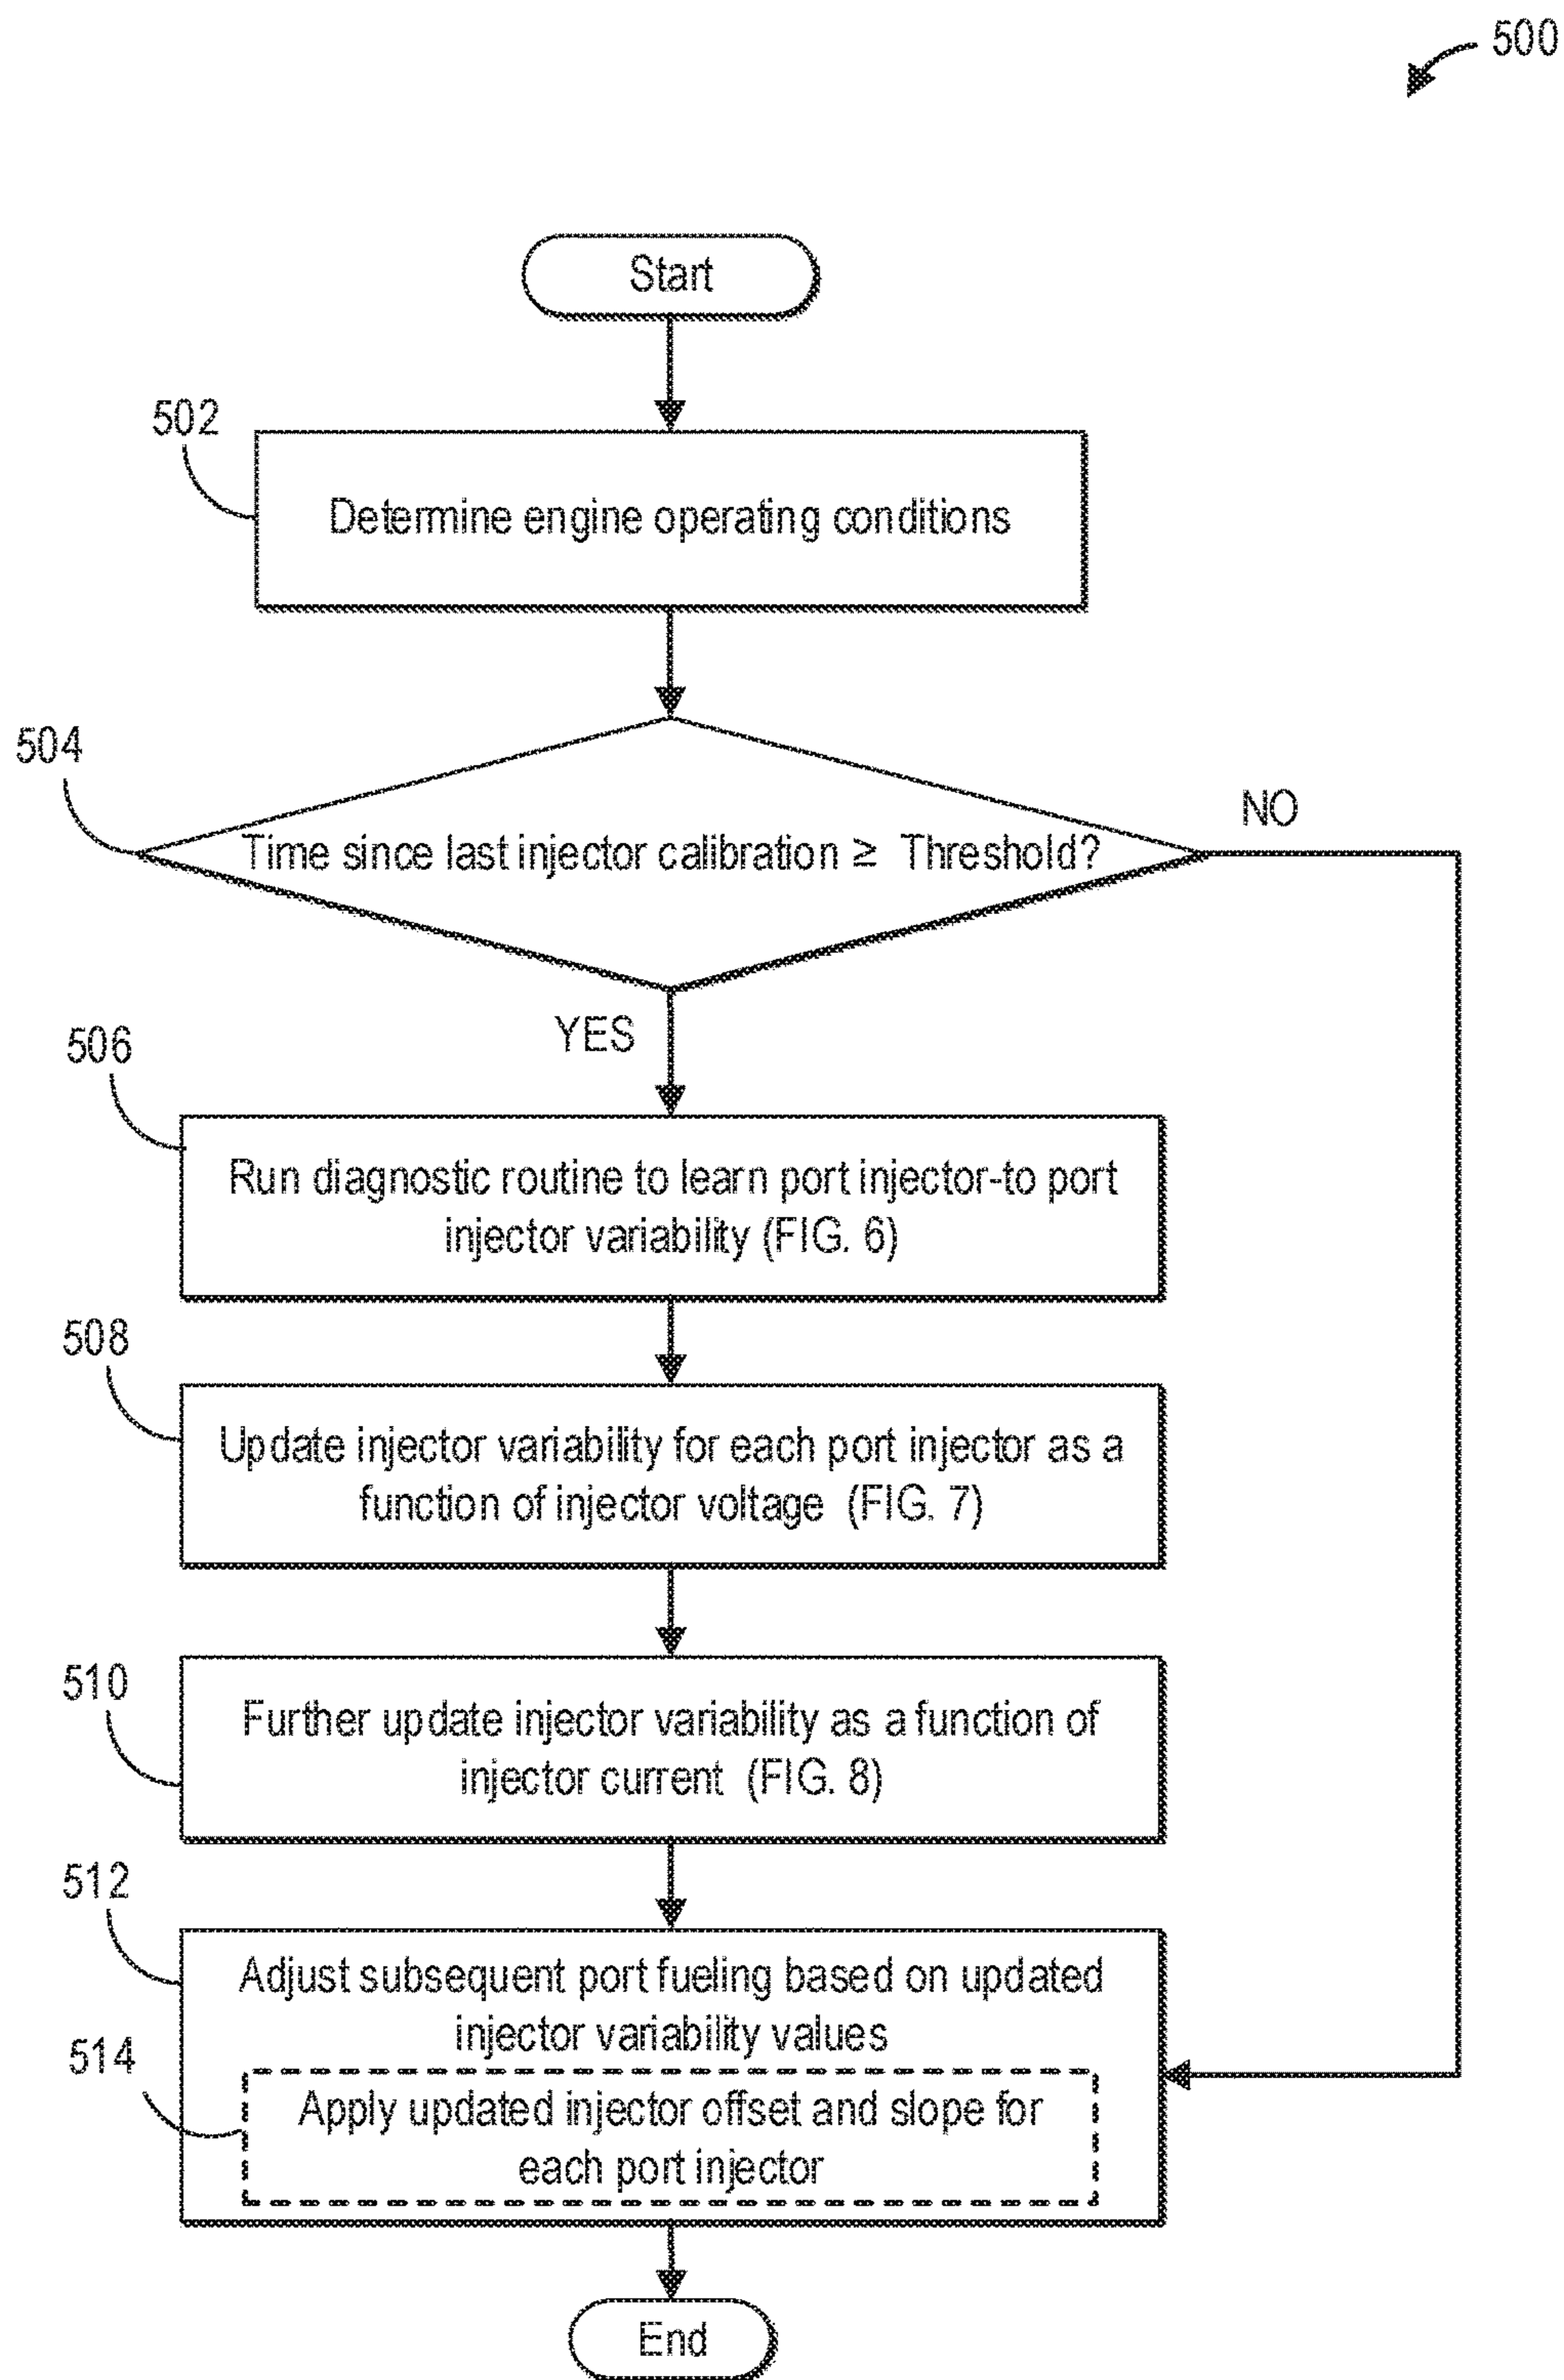 500
Start
502
Determine engine operating conditions
504
Time since last injector calibration ≥ Threshold?
NO
YES
506
Run diagnostic routine to learn port injector-to port
injector variability (FIG. 6)
508
Update injector variability for each port injector as a
function of injector voltage (FIG. 7)
510
Further update injector variability as a function of
injector current (FIG. 8)
512
Adjust subsequent port fueling based on updated
injector variability values
514
Apply updated injector offset and slope for
each port injector
End